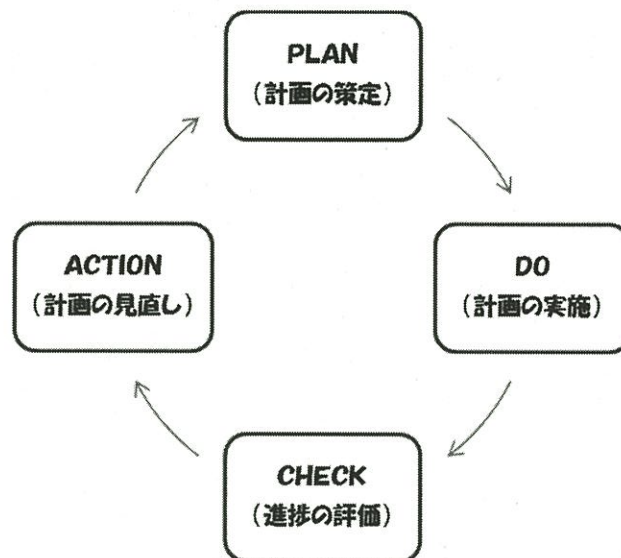 PLAN
(計画の策定)
DO
(計画の実施)
CHECK
(進捗の評価)
ACTION
(計画の見直し)